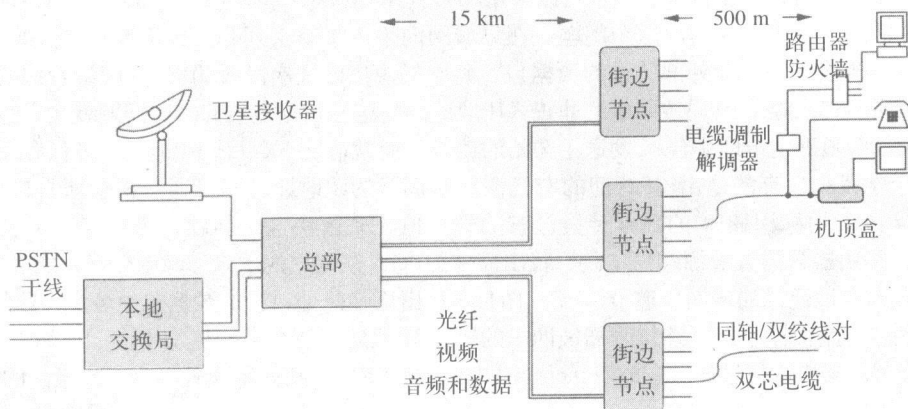 15 km
500 m
路由器
防火墙
卫星接收器
街边
节点
电缆调制
解调器
机顶盒
街边
节点
总部
PSTN
干线
本地
交换局
光纤
视频
音频和数据
街边
节点
同轴/双绞线对
双芯电缆